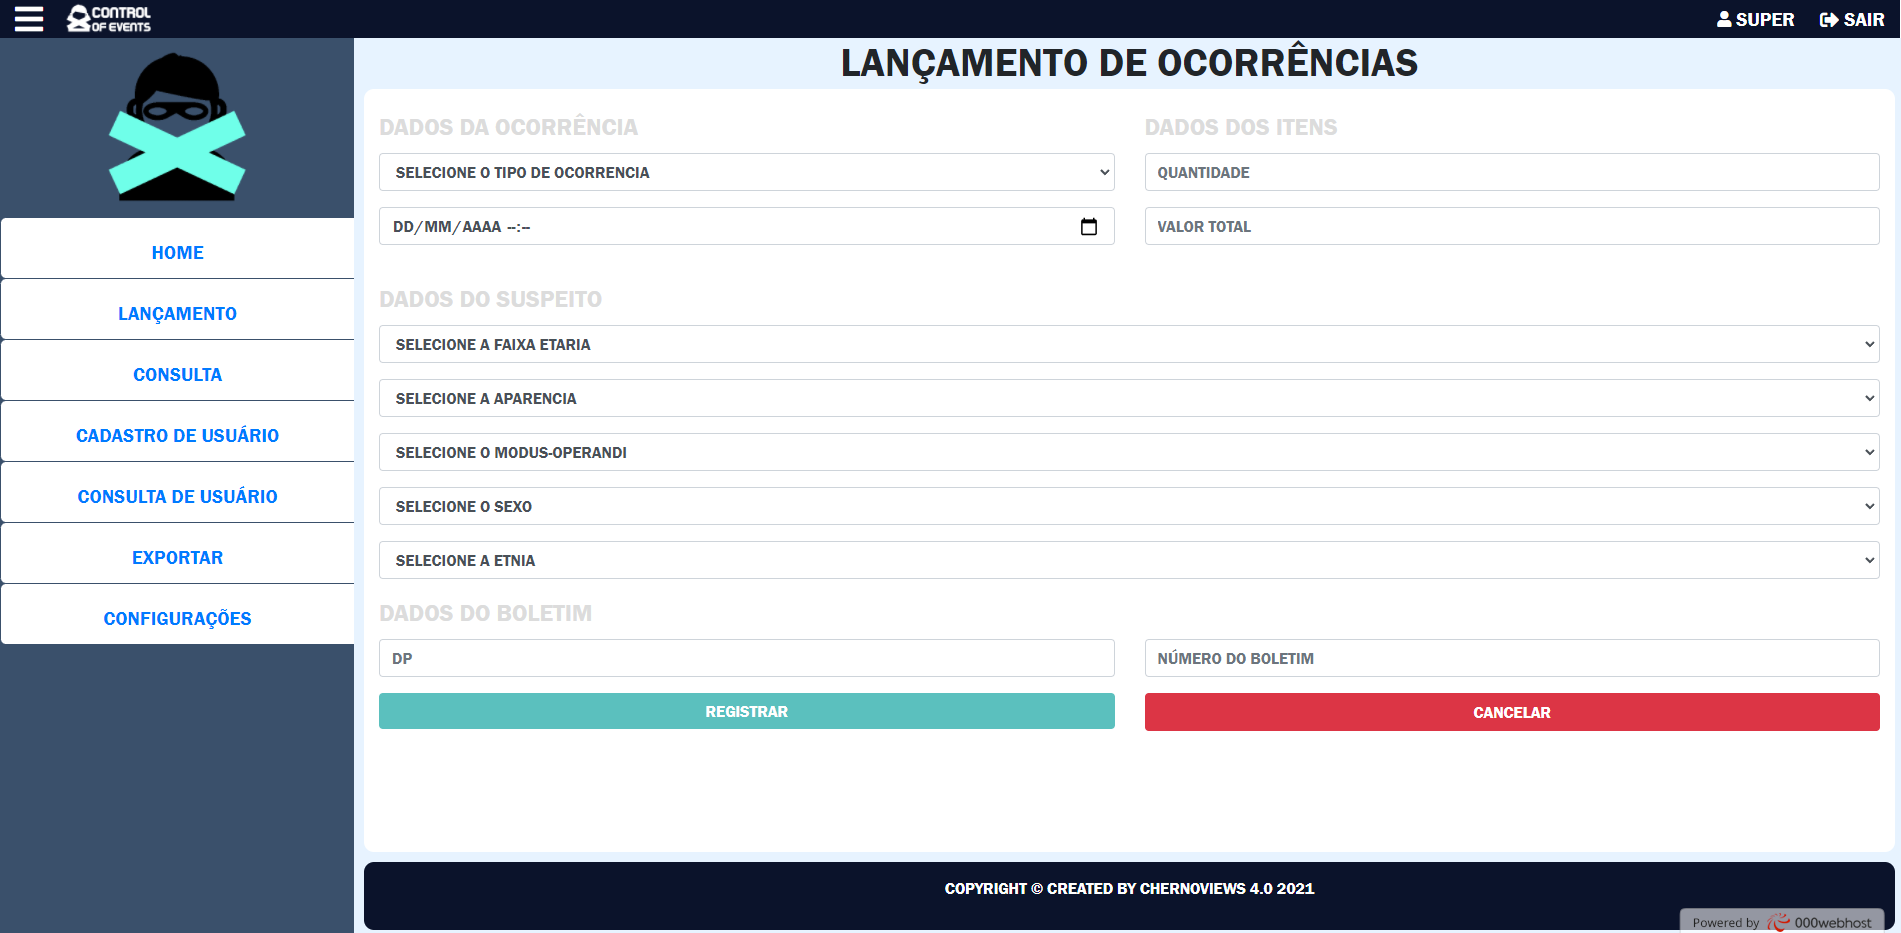 CONTROL
OF EVENTS
SUPER
SAIR
HOME
LANÇAMENTO
CONSULTA
CADASTRO DE USUÁRIO
CONSULTA DE USUÁRIO
EXPORTAR
CONFIGURAÇÕES
LANÇAMENTO DE OCORRÊNCIAS
DADOS DA OCORRÊNCIA
SELECIONE O TIPO DE OCORRENCIA
DD/MM/AAAA --:--
DADOS DOS ITENS
QUANTIDADE
VALOR TOTAL
DADOS DO SUSPEITO
SELECIONE A FAIXA ETARIA
SELECIONE A APARENCIA
SELECIONE O MODUS-OPERANDI
SELECIONE O SEXO
SELECIONE A ETNIA
DADOS DO BOLETIM
DP
NÚMERO DO BOLETIM
REGISTRAR
CANCELAR
COPYRIGHT © CREATED BY CHERNOVIEWS 4.0 2021
Powered by 000webhost